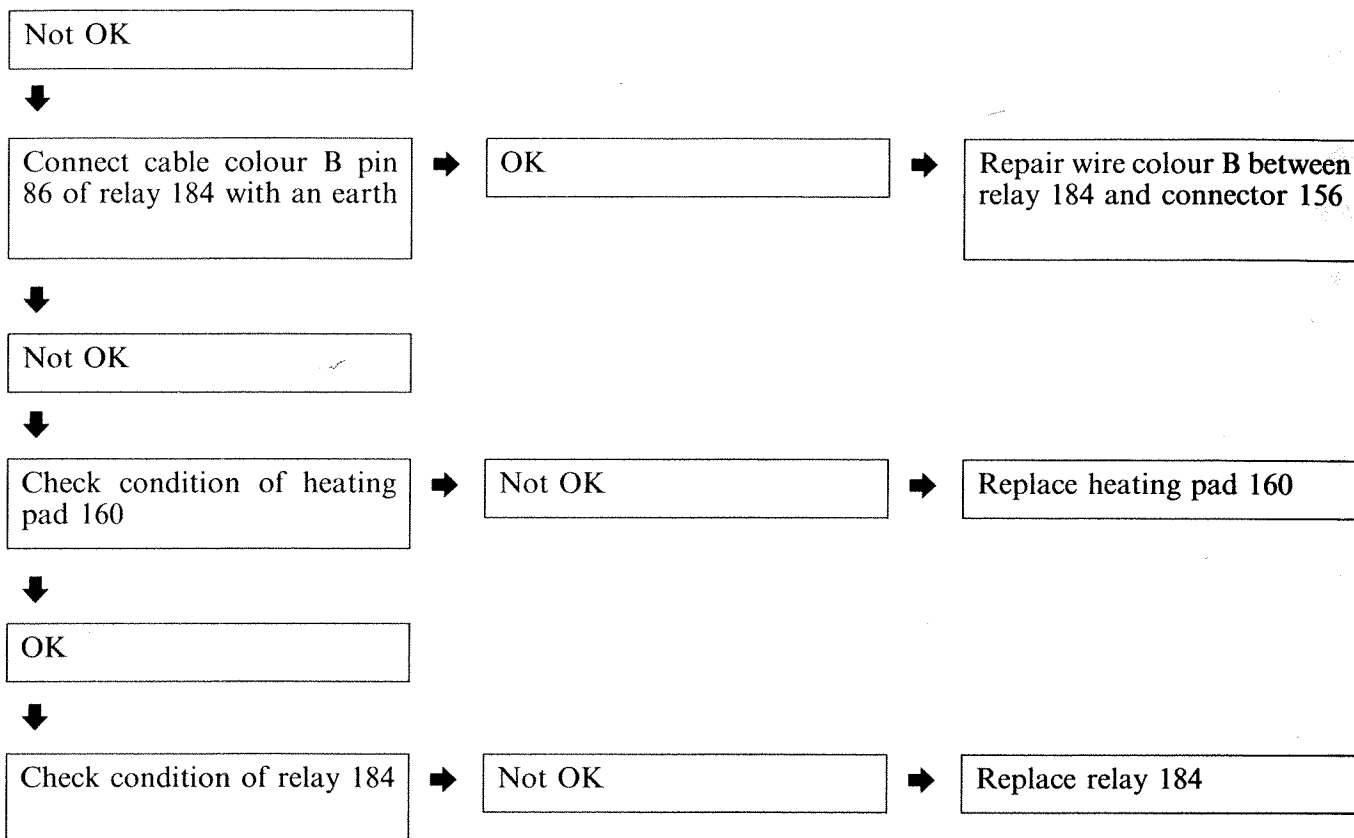 Not OK
Connect cable colour B pin
86 of relay 184 with an earth
OK
Repair wire colour B between
relay 184 and connector 156
Not OK
Check condition of heating
pad 160
Not OK
Replace heating pad 160
OK
Check condition of relay 184
Not OK
Replace relay 184